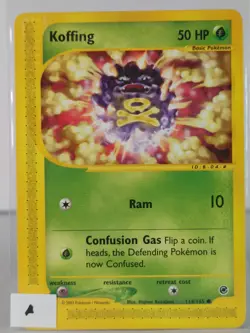 Koffing 50 HP
Basic Pokémon
Ram 10
Confusion Gas Flip a coin. If
heads, the Defending Pokémon is
now Confused.
weakness resistance retreat cost
A